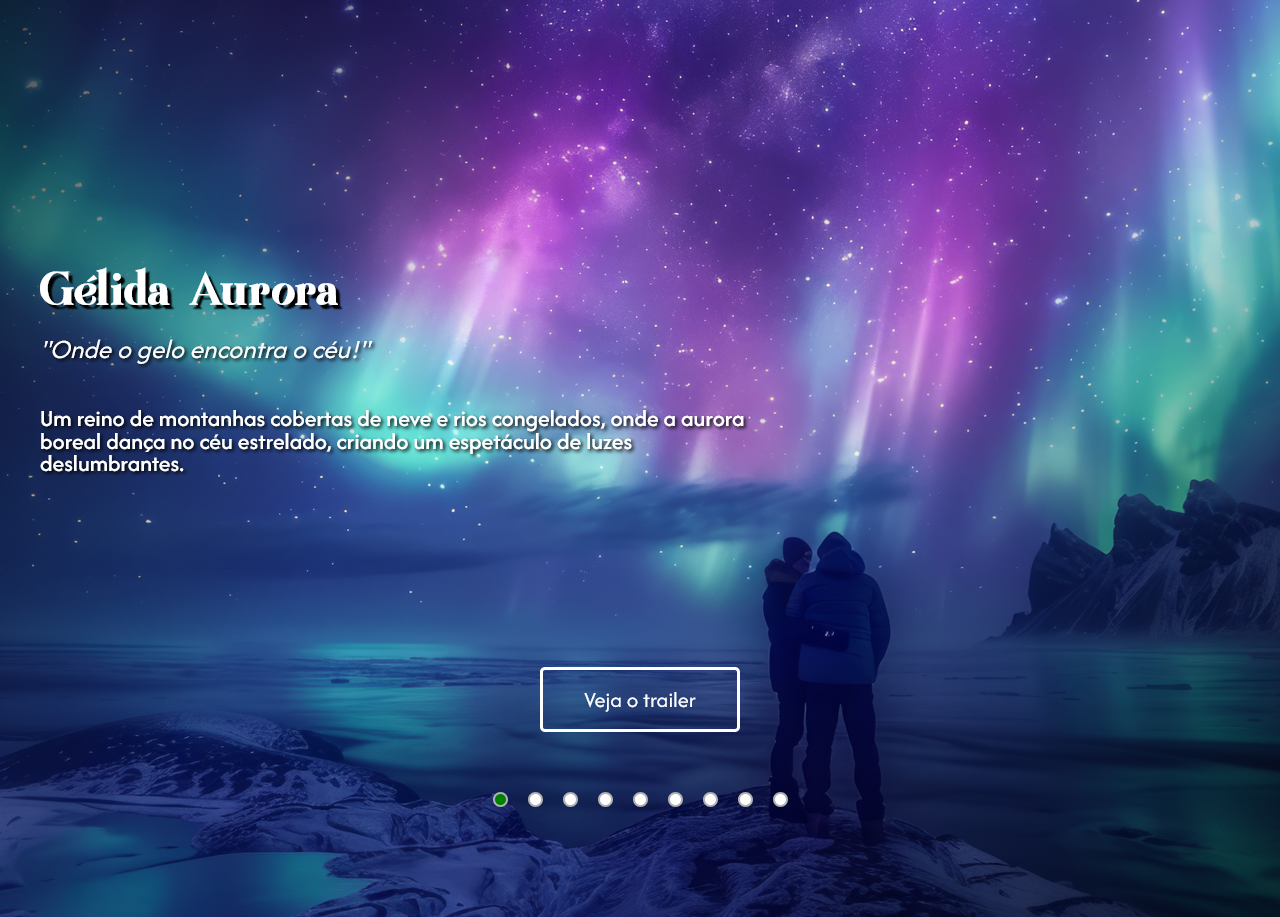 Gélida Aurora
"Onde o gelo encontra o céu!"
Um reino de montanhas cobertas de neve e rios congelados, onde a aurora
boreal dança no céu estrelado, criando um espetáculo de luzes
deslumbrantes.
Veja o trailer